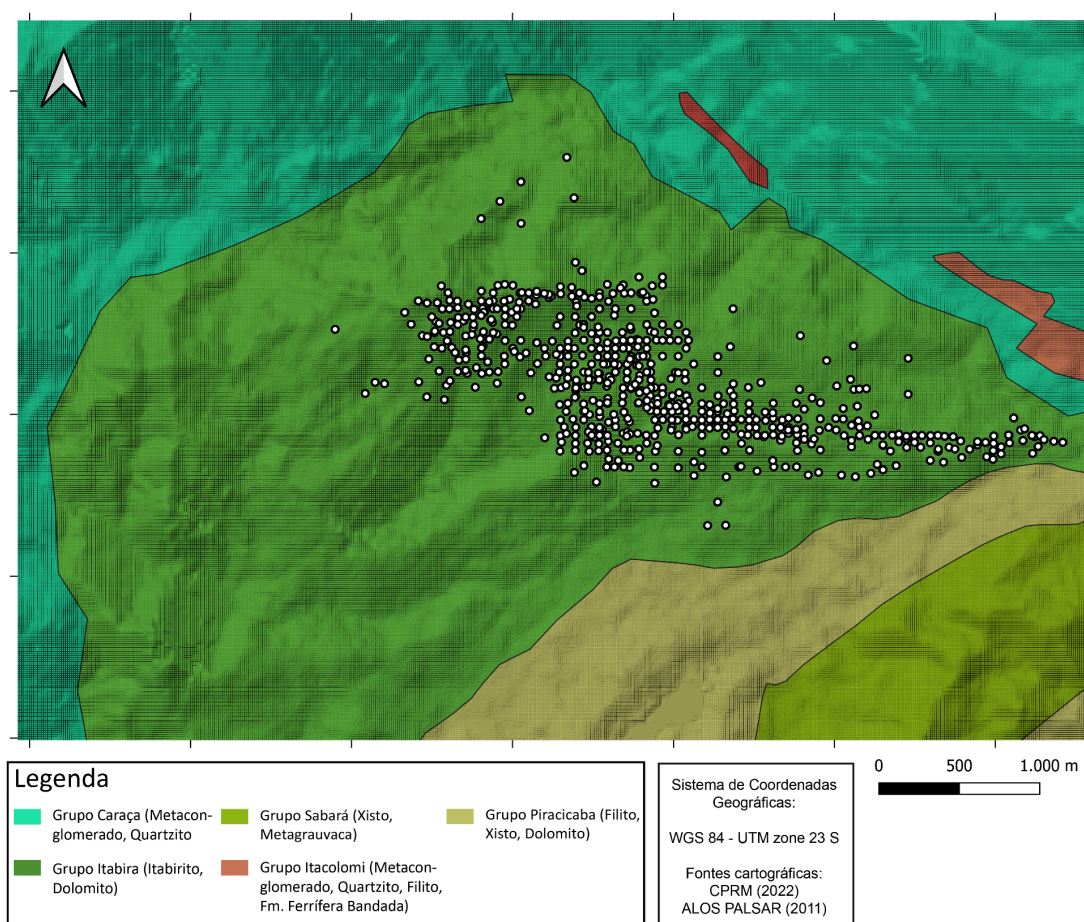 Legenda
Grupo Caraça (Metacon-
glomerado, Quartzito
Grupo Sabará (Xisto,
Metagrauvaca)
Grupo Piracicaba (Filito,
Xisto, Dolomito)
Grupo Itabira (Itabirito,
Dolomito)
Grupo Itacolomi (Metacon-
glomerado, Quartzito, Filito,
Fm. Ferrífera Bandada)
Sistema de Coordenadas
Geográficas:
WGS 84 - UTM zone 23 S
Fontes cartográficas:
CPRM (2022)
ALOS PALSAR (2011)
0 500 1.000 m